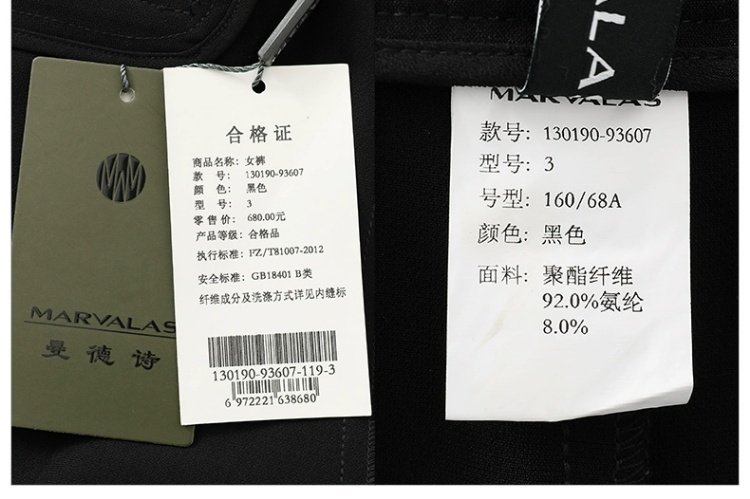 MARVALAS
曼德诗
合格证
商品名称: 女裤
款 号: 130190-93607
颜 色: 黑色
型 号: 3
零售价: 680.00元
产品等级: 合格品
执行标准: FZ/T81007-2012
安全标准: GB18401 B类
纤维成分及洗涤方式详见内缝标
130190-93607-119-3
6 972221 638680
ALA
MARVALAS
款号: 130190-93607
型号: 3
号型: 160/68A
颜色: 黑色
面料: 聚酯纤维
92.0%氨纶
8.0%